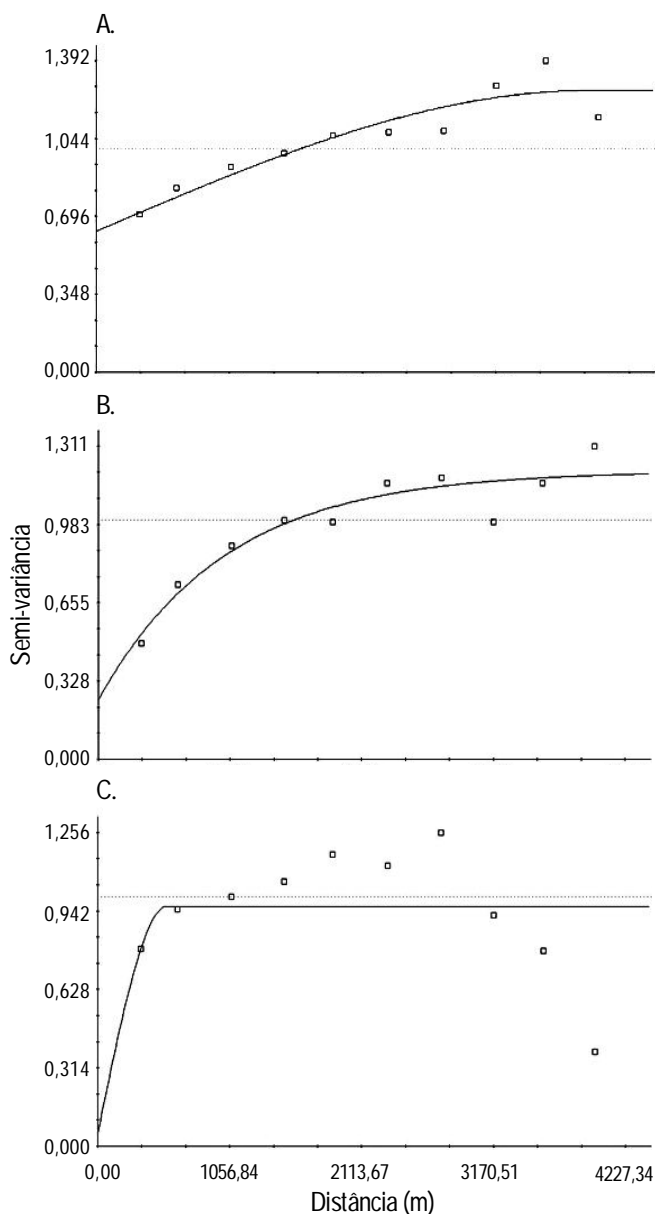 A.
1,392
1,044
0,696
0,348
0,000
B.
1,311
0,983
0,655
0,328
0,000
Semi-variância
C.
1,256
0,942
0,628
0,314
0,000
0,00 1056,84 2113,67 3170,51 4227,34
Distância (m)